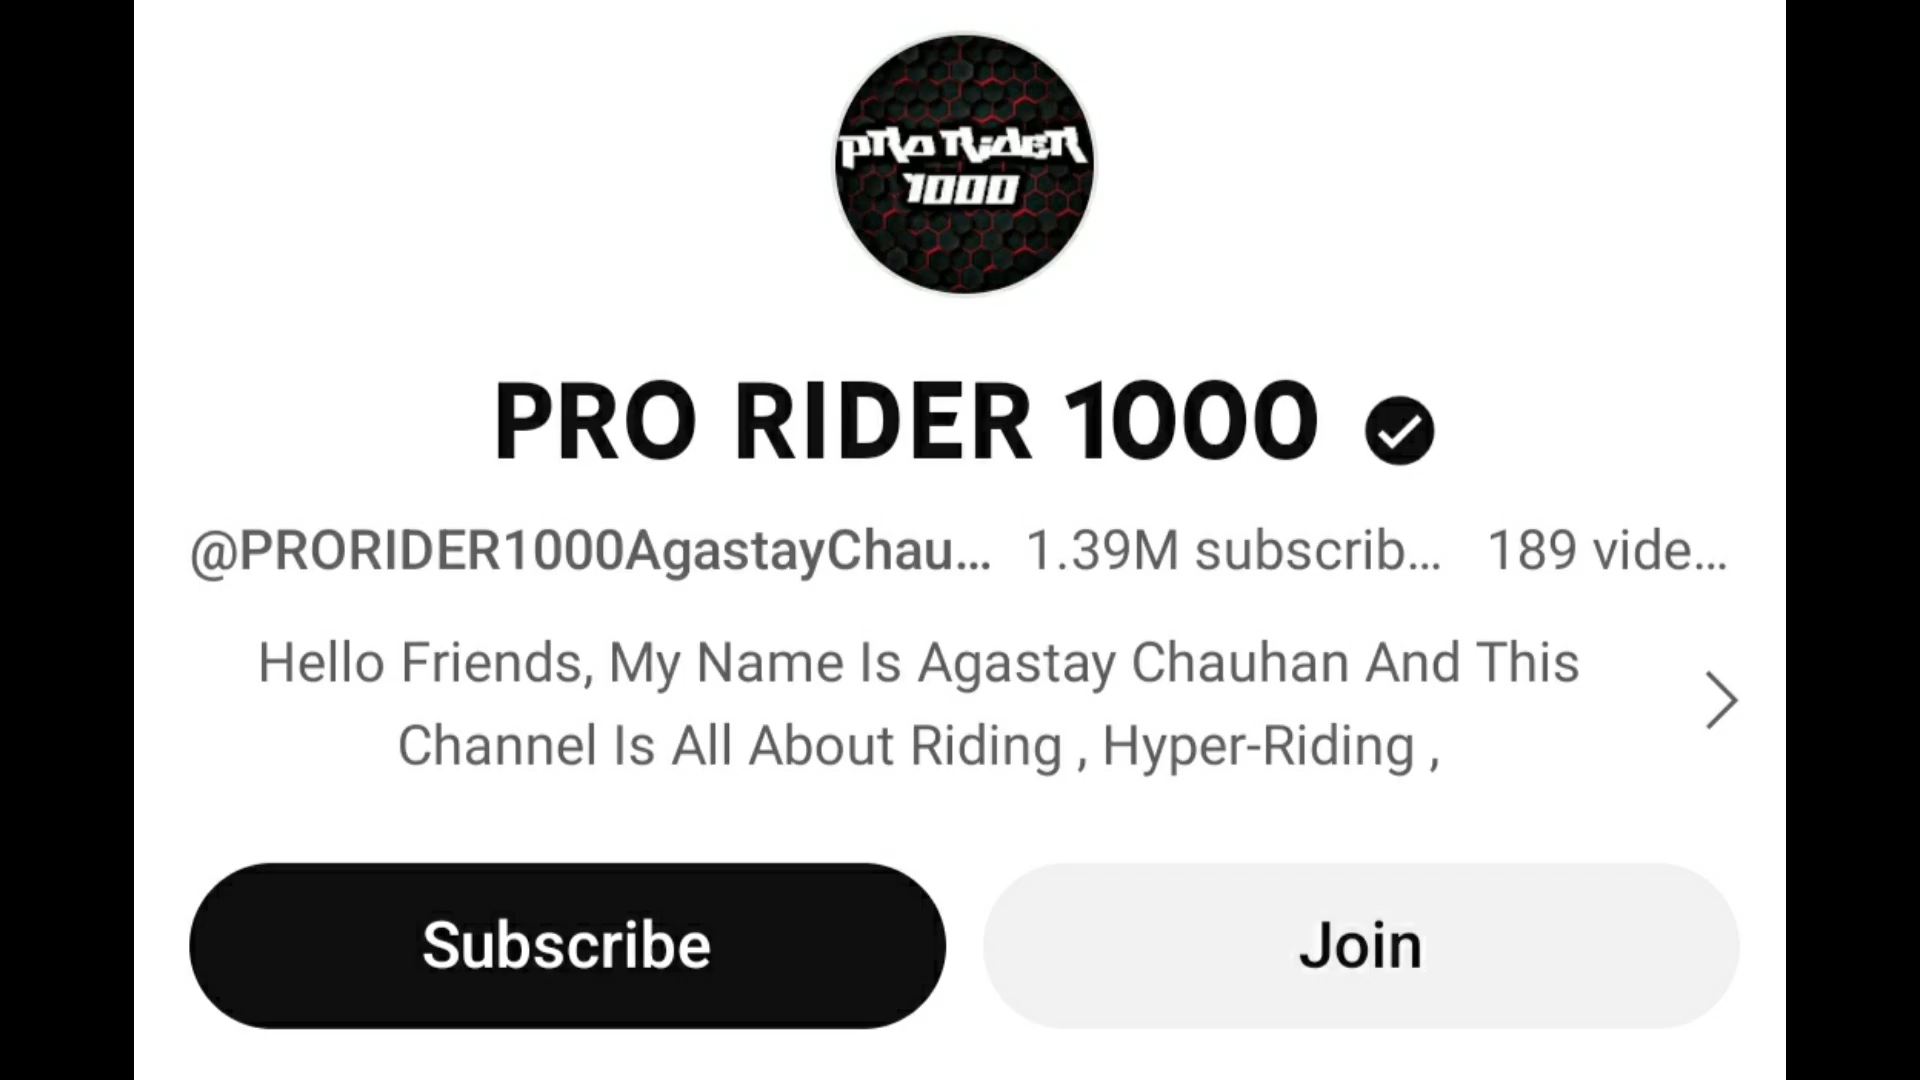 PRO RIDER
1000
PRO RIDER 1000
@PRORIDER1000AgastayChau... 1.39M subscrib... 189 vide...
Hello Friends, My Name Is Agastay Chauhan And This
Channel Is All About Riding , Hyper-Riding ,
Subscribe Join